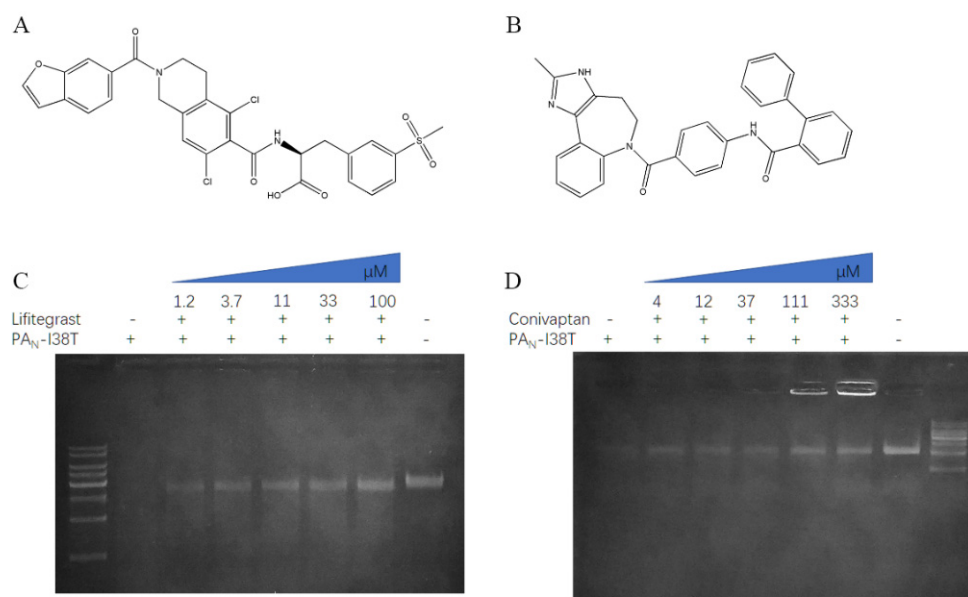 A
B
O
O
N
Cl
Cl
H
N
O
HO
O
O
S
O
NH
N
N
O
H
N
O
C
µM
1.2 3.7 11 33 100
Lifitegrast - + + + + + -
PAN-I38T + + + + + + -
D
µM
4 12 37 111 333
Conivaptan - + + + + + -
PAN-I38T + + + + + + -